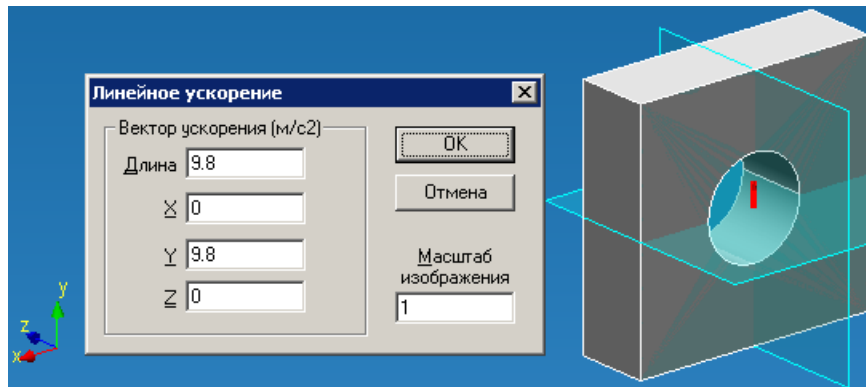 Линейное ускорение
Вектор ускорения (м/с2)
Длина 9.8
X 0
Y 9.8
Z 0
OK
Отмена
Масштаб
изображения
1
y
z
x